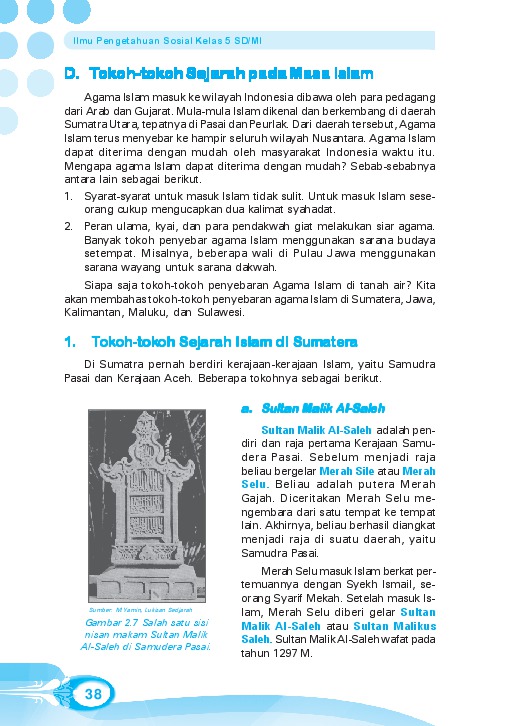 Ilmu Pengetahuan Sosial Kelas 5 SD/MI
D. Tokoh-tokoh Sejarah pada Masa Islam
Agama Islam masuk ke wilayah Indonesia dibawa oleh para pedagang
dari Arab dan Gujarat. Mula-mula Islam dikenal dan berkembang di daerah
Sumatra Utara, tepatnya di Pasai dan Peurlak. Dari daerah tersebut, Agama
Islam terus menyebar ke hampir seluruh wilayah Nusantara. Agama Islam
dapat diterima dengan mudah oleh masyarakat Indonesia waktu itu.
Mengapa agama Islam dapat diterima dengan mudah? Sebab-sebabnya
antara lain sebagai berikut.
1. Syarat-syarat untuk masuk Islam tidak sulit. Untuk masuk Islam sese-
orang cukup mengucapkan dua kalimat syahadat.
2. Peran ulama, kyai, dan para pendakwah giat melakukan siar agama.
Banyak tokoh penyebar agama Islam menggunakan sarana budaya
setempat. Misalnya, beberapa wali di Pulau Jawa menggunakan
sarana wayang untuk sarana dakwah.
Siapa saja tokoh-tokoh penyebaran Agama Islam di tanah air? Kita
akan membahas tokoh-tokoh penyebaran agama Islam di Sumatera, Jawa,
Kalimantan, Maluku, dan Sulawesi.
1. Tokoh-tokoh Sejarah Islam di Sumatera
Di Sumatra pernah berdiri kerajaan-kerajaan Islam, yaitu Samudra
Pasai dan Kerajaan Aceh. Beberapa tokohnya sebagai berikut.
Sumber: M Yamin, Lukisan Sedjarah
Gambar 2.7 Salah satu sisi
nisan makam Sultan Malik
Al-Saleh di Samudera Pasai.
a. Sultan Malik Al-Saleh
Sultan Malik Al-Saleh adalah pen-
diri dan raja pertama Kerajaan Samu-
dera Pasai. Sebelum menjadi raja
beliau bergelar Merah Sile atau Merah
Selu. Beliau adalah putera Merah
Gajah. Diceritakan Merah Selu me-
ngembara dari satu tempat ke tempat
lain. Akhirnya, beliau berhasil diangkat
menjadi raja di suatu daerah, yaitu
Samudra Pasai.
Merah Selu masuk Islam berkat per-
temuannya dengan Syekh Ismail, se-
orang Syarif Mekah. Setelah masuk Is-
lam, Merah Selu diberi gelar Sultan
Malik Al-Saleh atau Sultan Malikus
Saleh. Sultan Malik Al-Saleh wafat pada
tahun 1297 M.
38